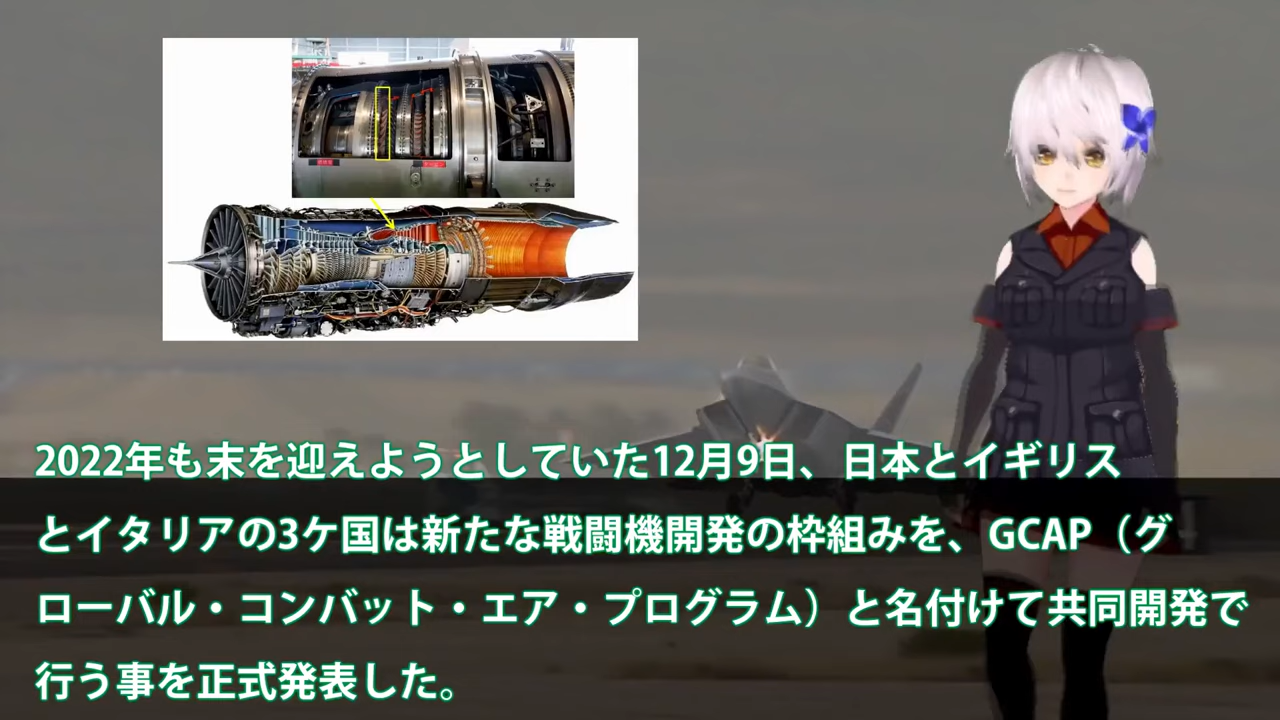 2022年も末を迎えようとしていた12月9日、日本とイギリス
とイタリアの3ケ国は新たな戦闘機開発の枠組みを、GCAP（グ
ローバル・コンバット・エア・プログラム）と名付けて共同開発で
行う事を正式発表した。